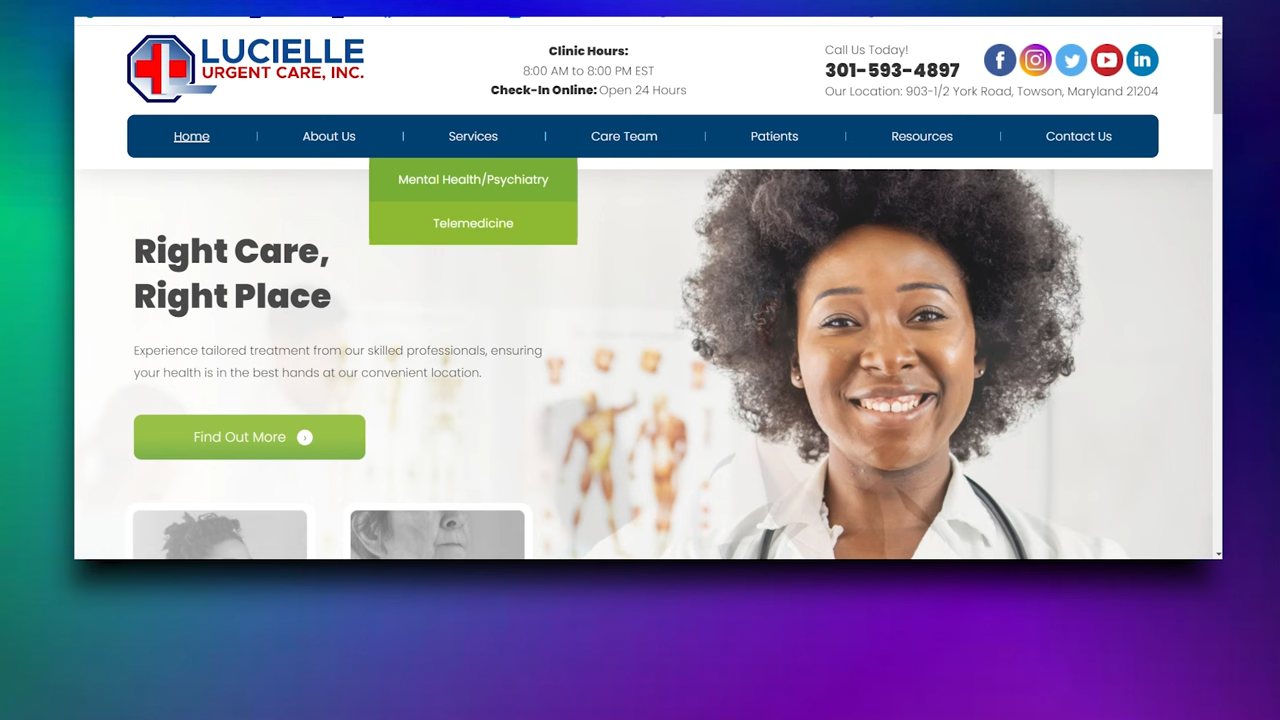 LUCIELLE
URGENT CARE, INC.
Clinic Hours:
8:00 AM to 8:00 PM EST
Check-In Online: Open 24 Hours
Call Us Today!
301-593-4897
Our Location: 903-1/2 York Road, Towson, Maryland 21204
Home
About Us
Services
Care Team
Patients
Resources
Contact Us
Mental Health/Psychiatry
Telemedicine
Right Care,
Right Place
Experience tailored treatment from our skilled professionals, ensuring
your health is in the best hands at our convenient location.
Find Out More